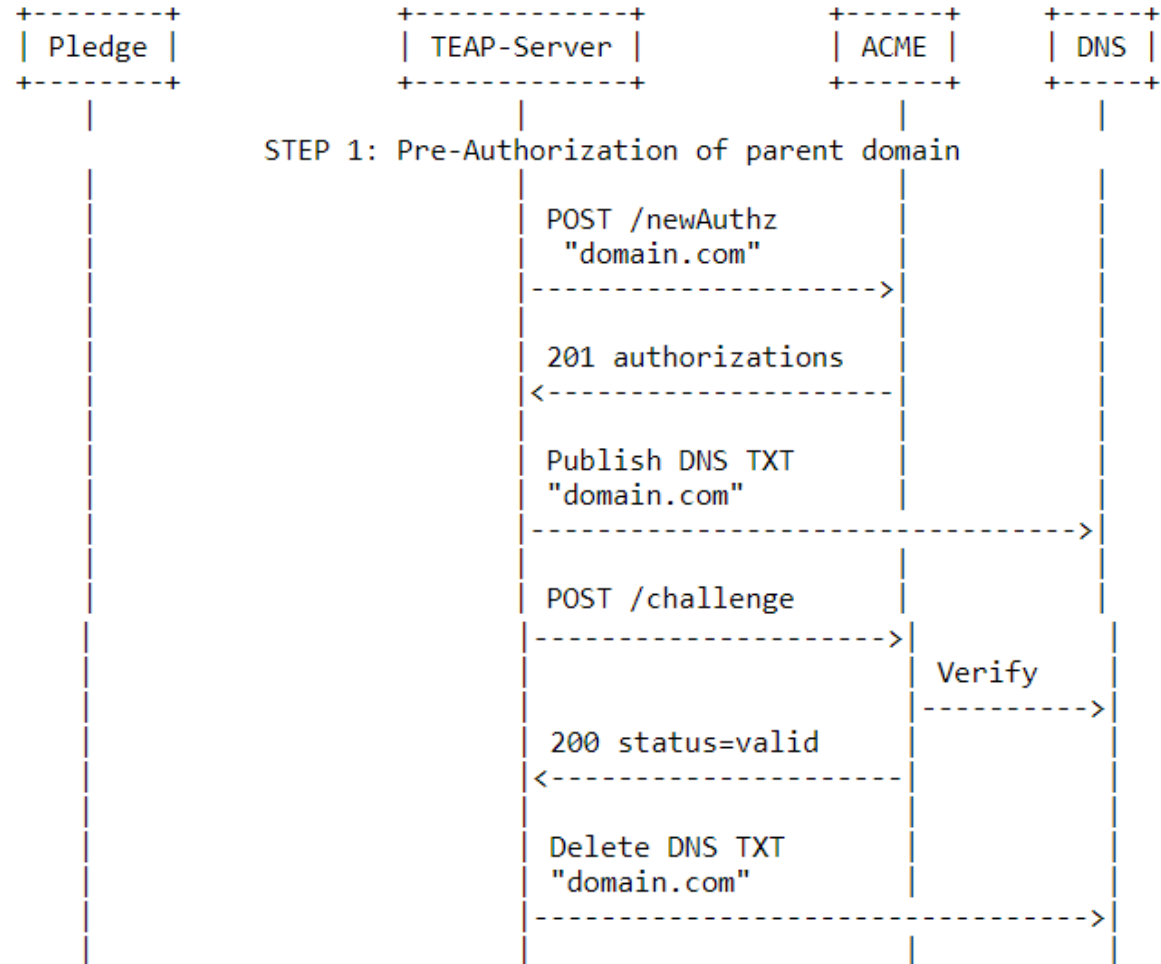 Pledge TEAP-Server ACME DNS
STEP 1: Pre-Authorization of parent domain
POST /newAuthz
"domain.com"
201 authorizations
Publish DNS TXT
"domain.com"
POST /challenge
Verify
200 status=valid
Delete DNS TXT
"domain.com"